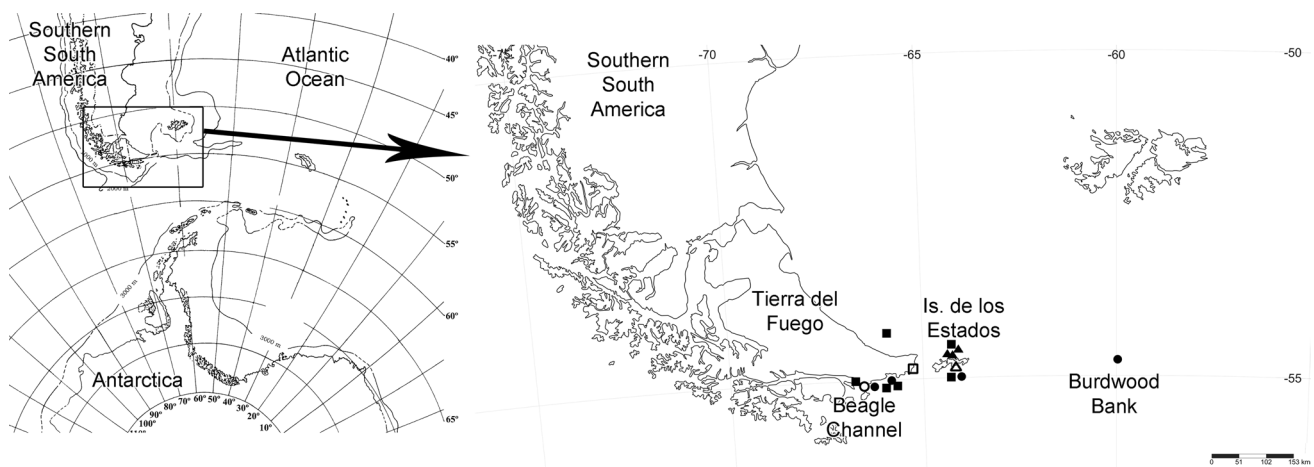 Southern
South
America
Atlantic
Ocean
40°
45°
50°
55°
60°
65°
2000 m
3000 m
3000 m
Antarctica
90°
80°
70°
60°
50°
40°
30°
20°
10°
-70
-65
-60
-50
-55
Southern
South
America
Tierra del
Fuego
Is. de los
Estados
Beagle
Channel
Burdwood
Bank
0 51 102 153 km